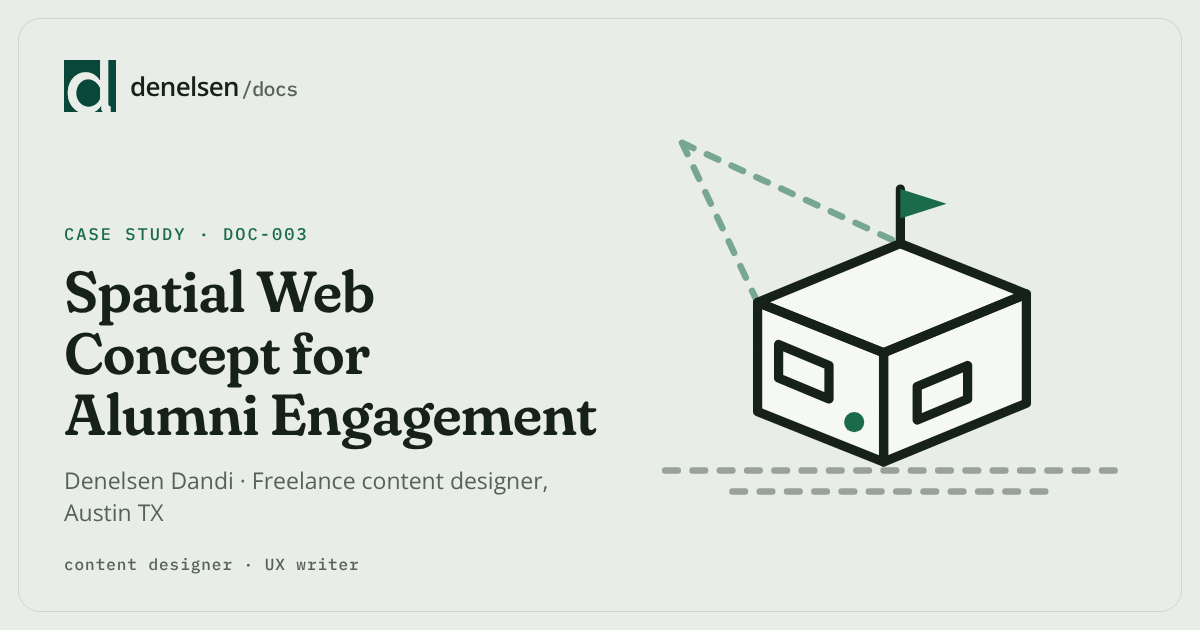 denelsen/docs
CASE STUDY · DOC-003
Spatial Web
Concept for
Alumni Engagement
Denelsen Dandi · Freelance content designer,
Austin TX
content designer · UX writer